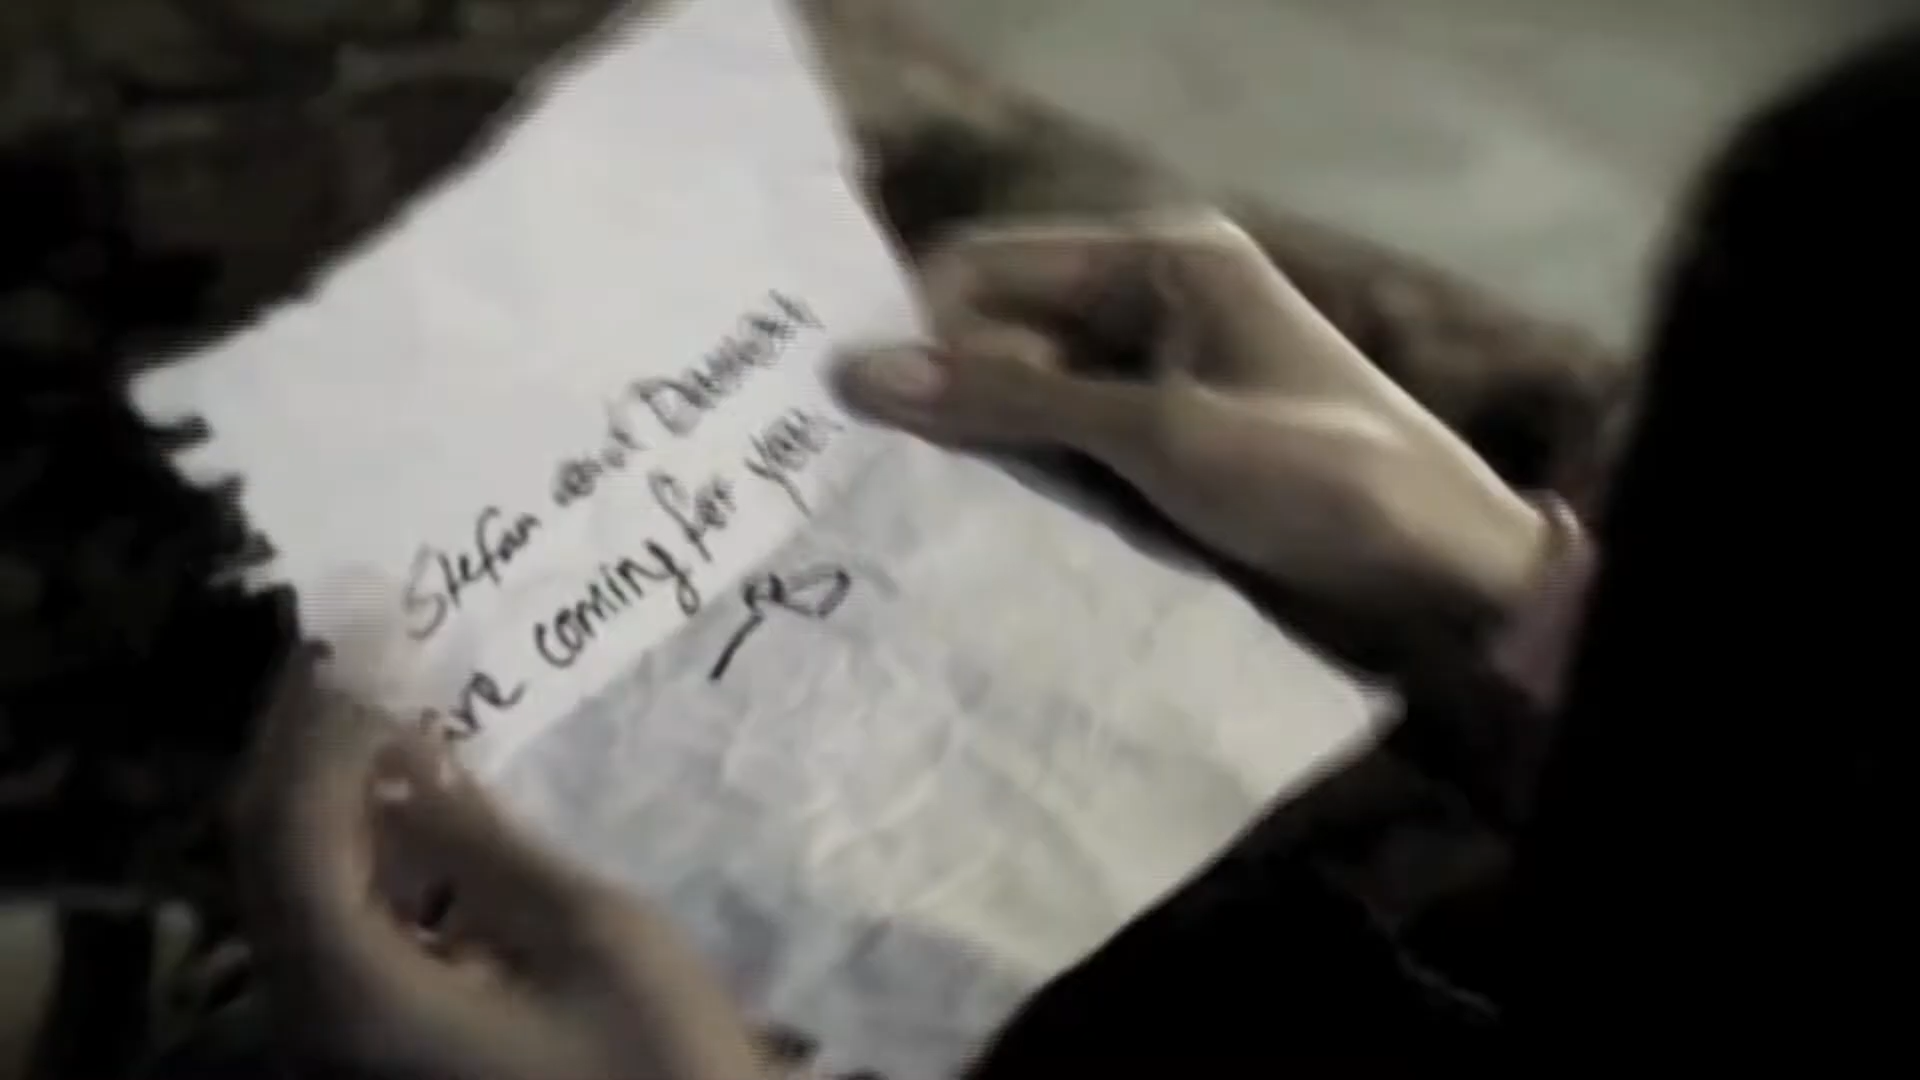 Stefan and Damon
are coming for you.
—B